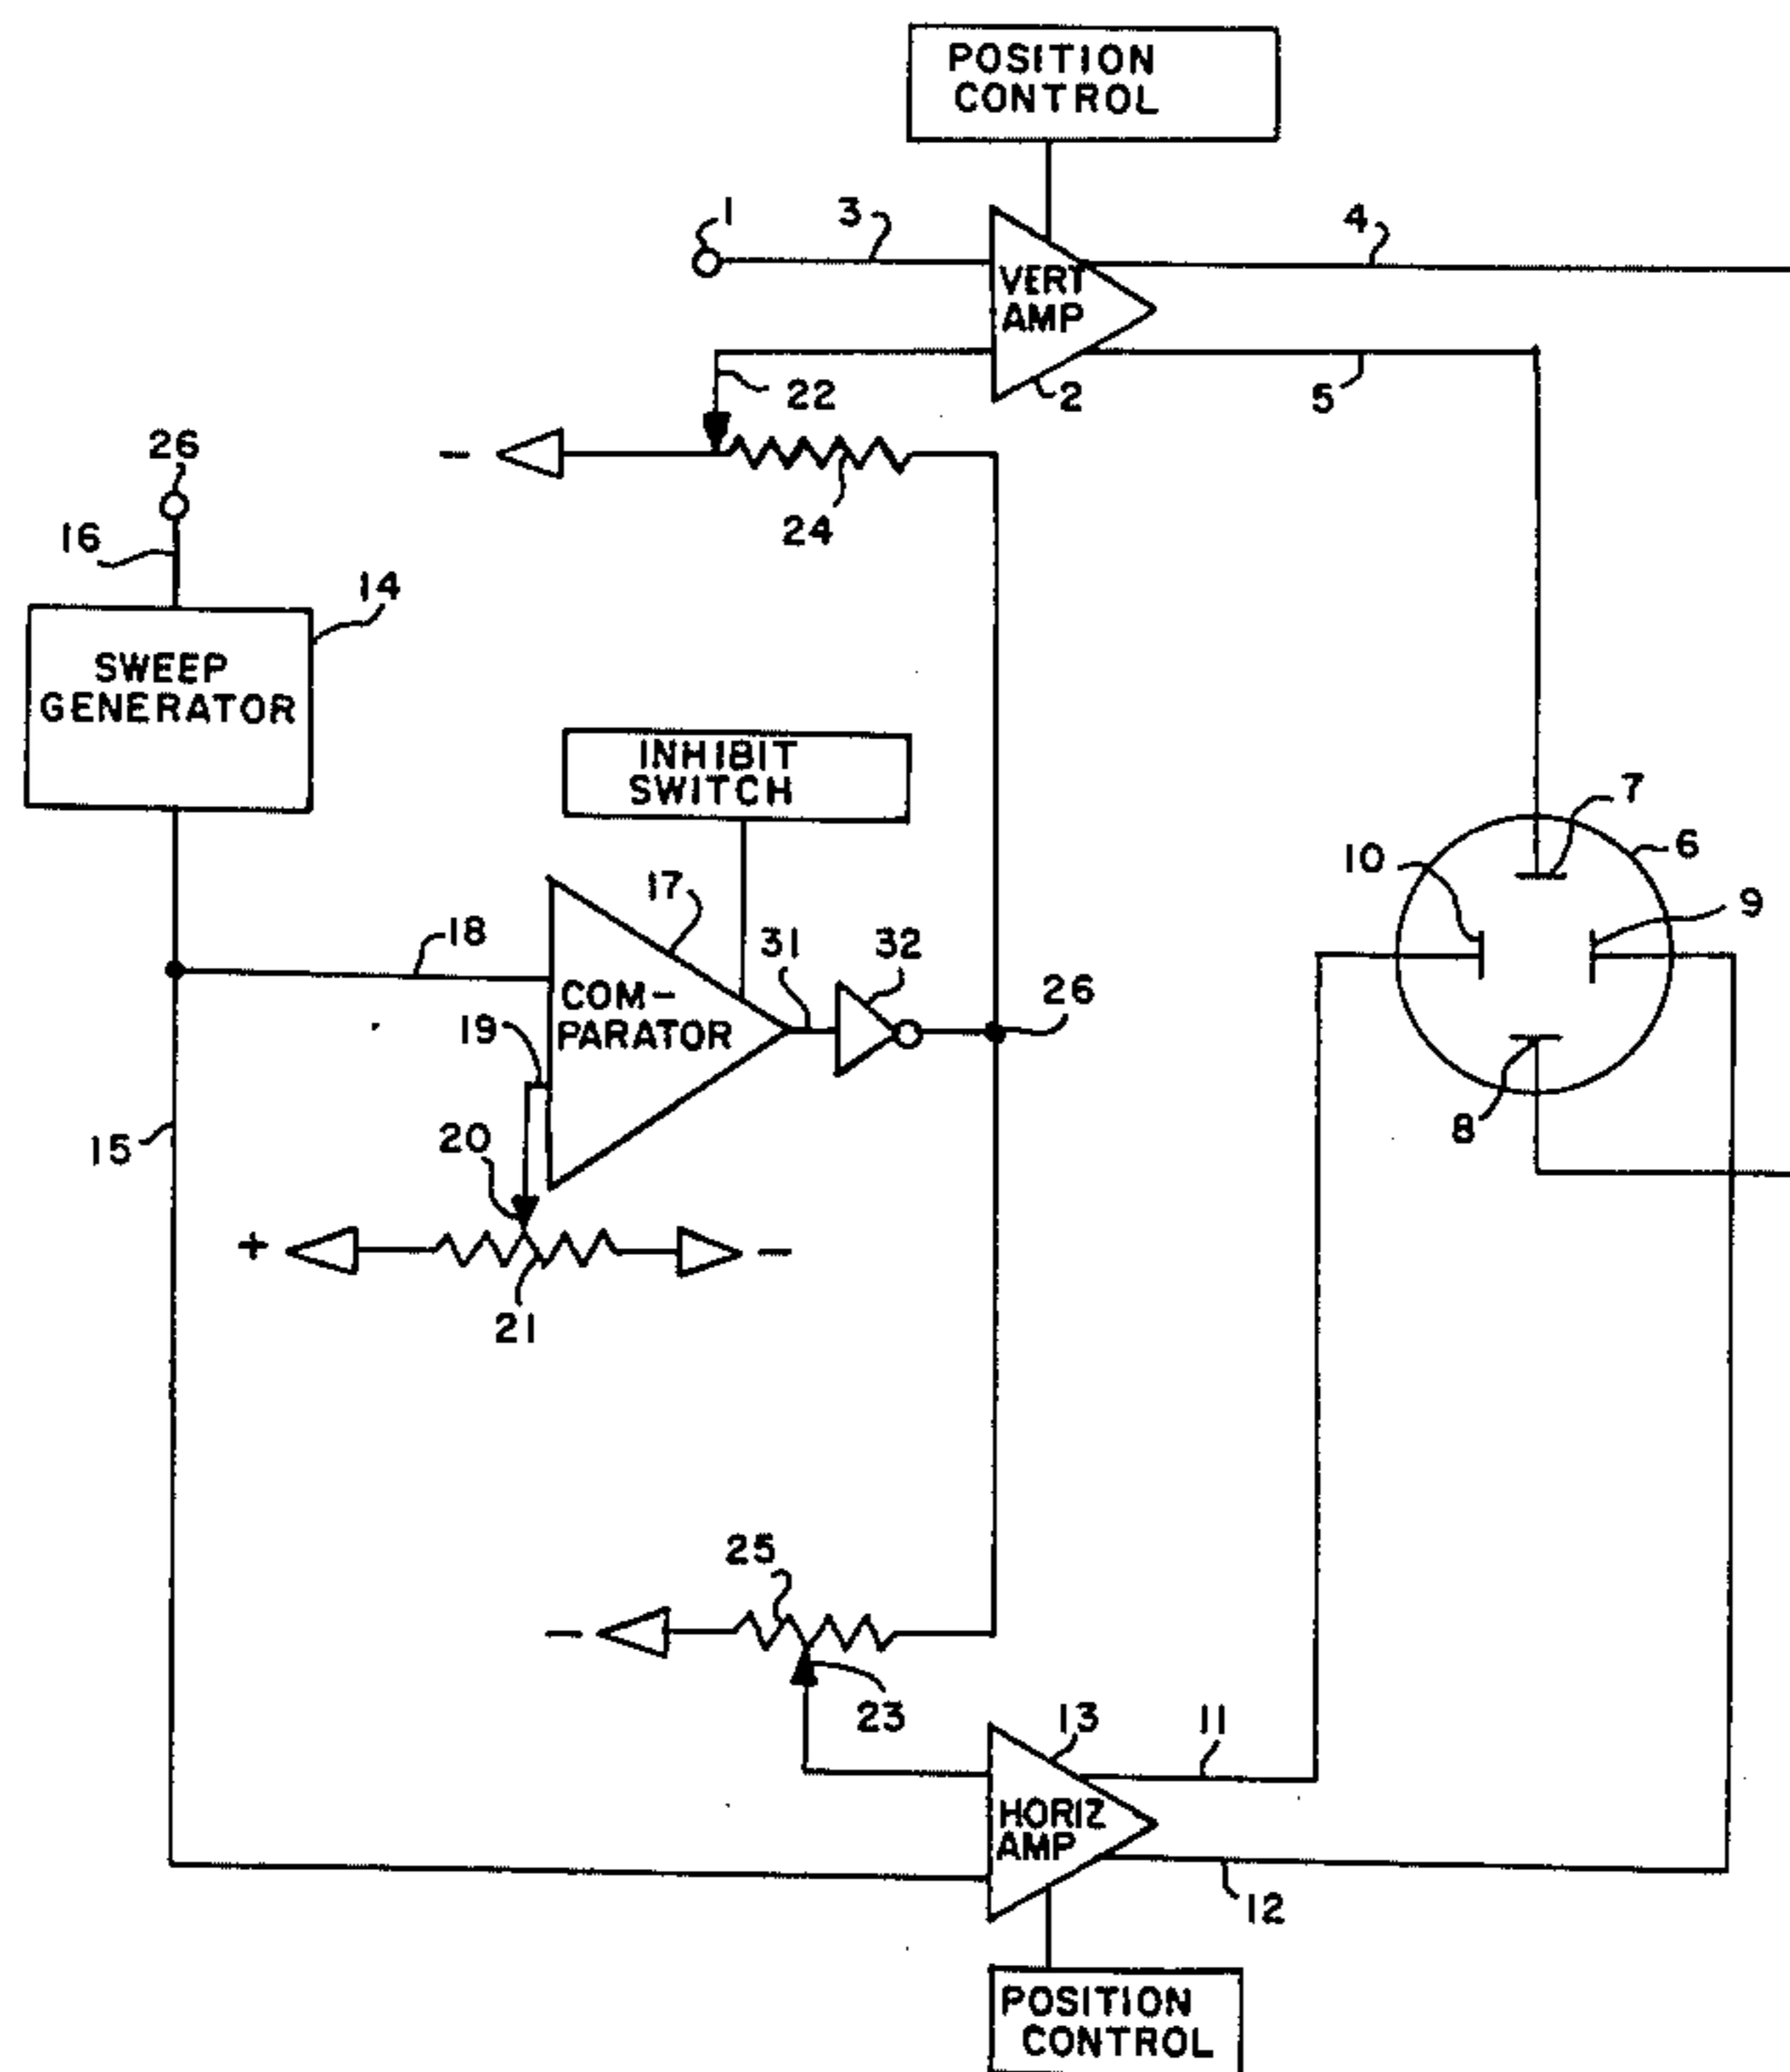 POSITION
CONTROL
1
3
4
VERT
AMP
22
2
5
26
-
24
16
14
SWEEP
GENERATOR
INHIBIT
SWITCH
7
10
6
17
9
18
31
32
COM-
PARATOR
26
19
15
20
8
+
-
21
25
-
23
13
11
HORIZ
AMP
12
POSITION
CONTROL